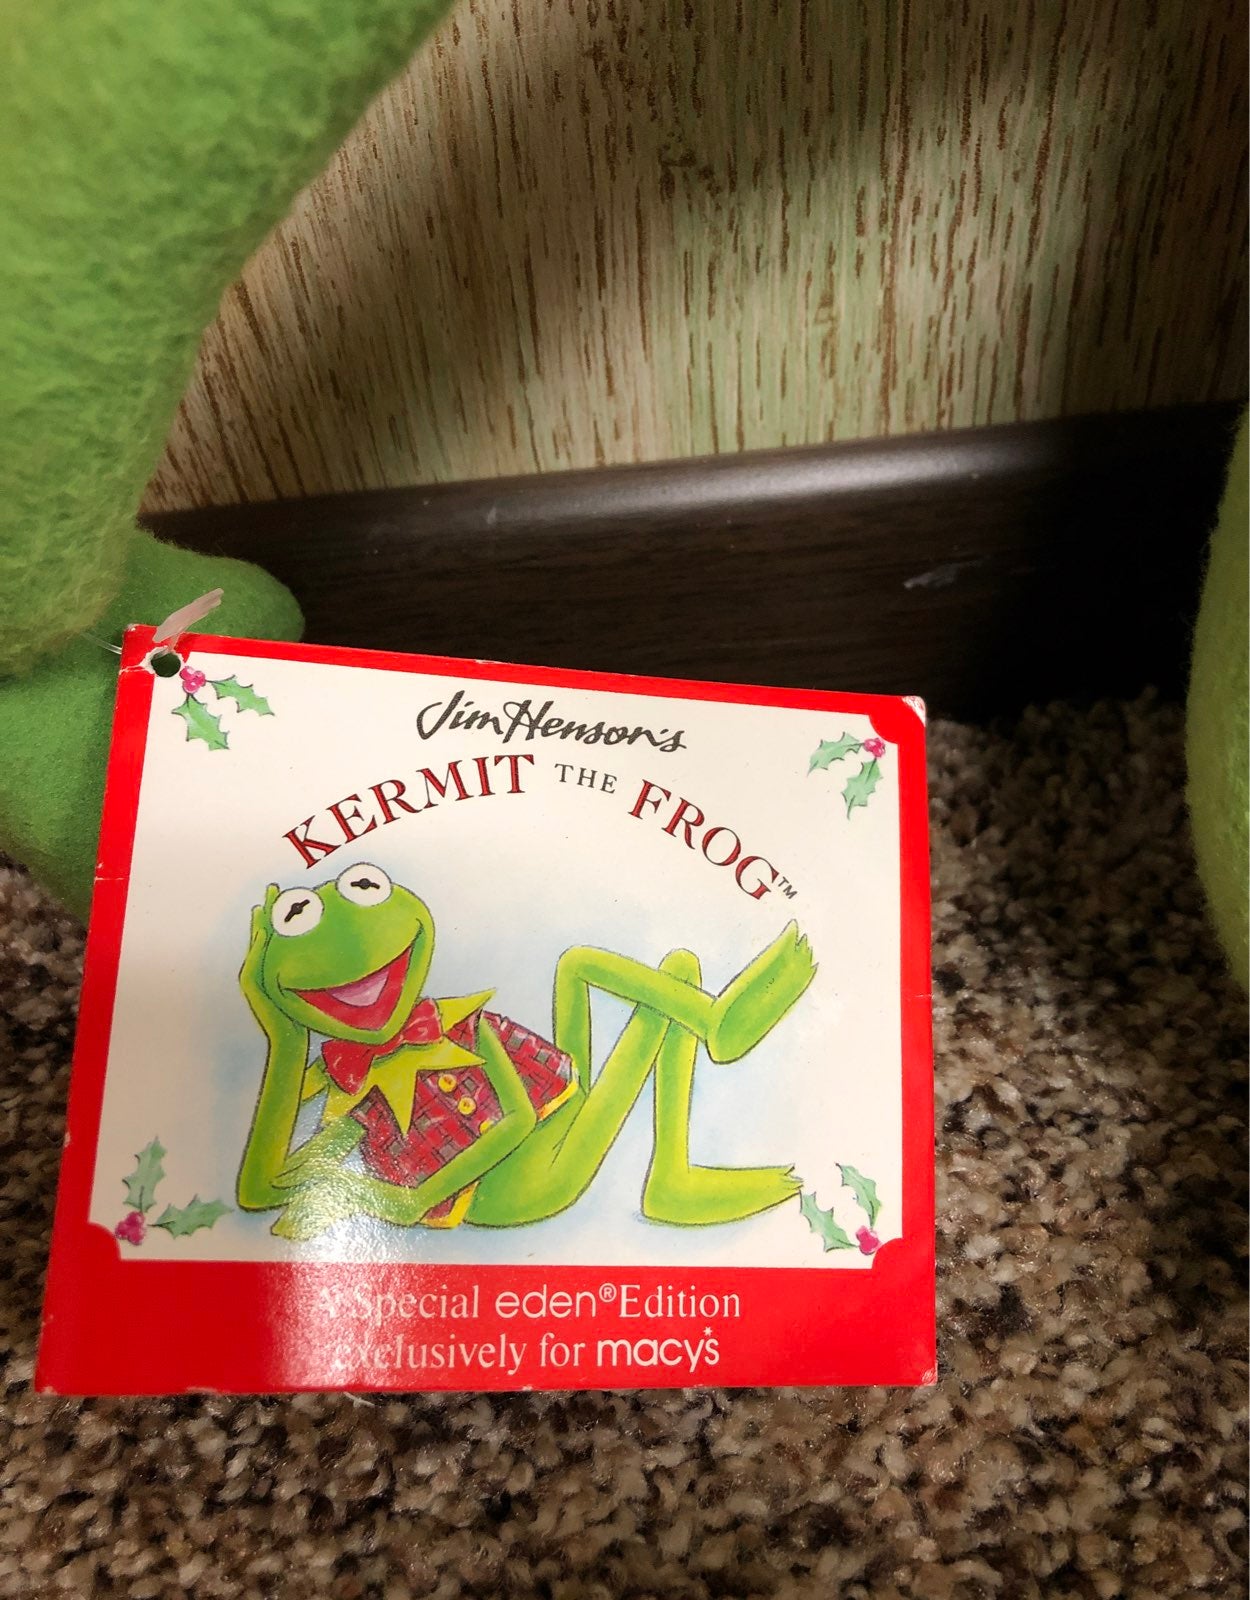 Jim Henson's
KERMIT THE FROG™
A Special eden® Edition
exclusively for macy's